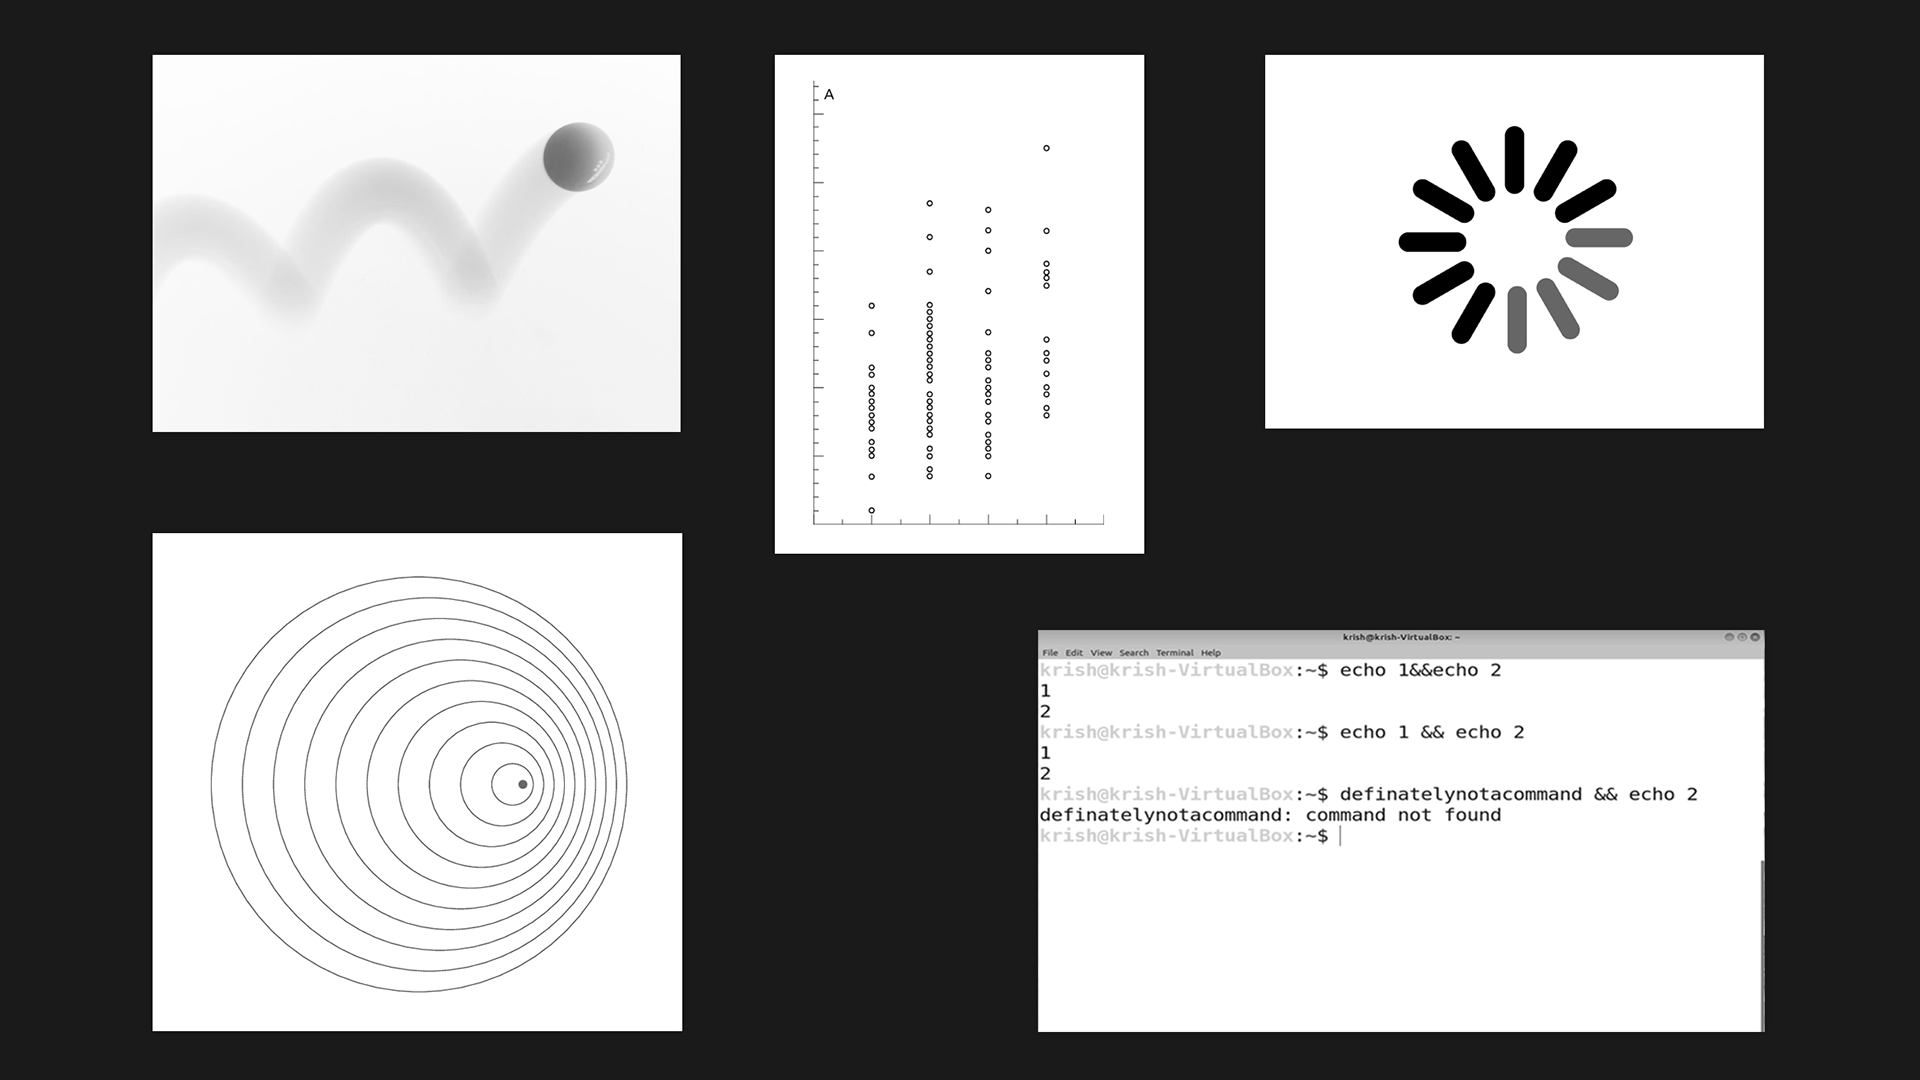 A
krish@krish-VirtualBox: ~
File Edit View Search Terminal Help
krish@krish-VirtualBox:~$ echo 1&&echo 2
1
2
krish@krish-VirtualBox:~$ echo 1 && echo 2
1
2
krish@krish-VirtualBox:~$ definatelynotacommand && echo 2
definatelynotacommand: command not found
krish@krish-VirtualBox:~$